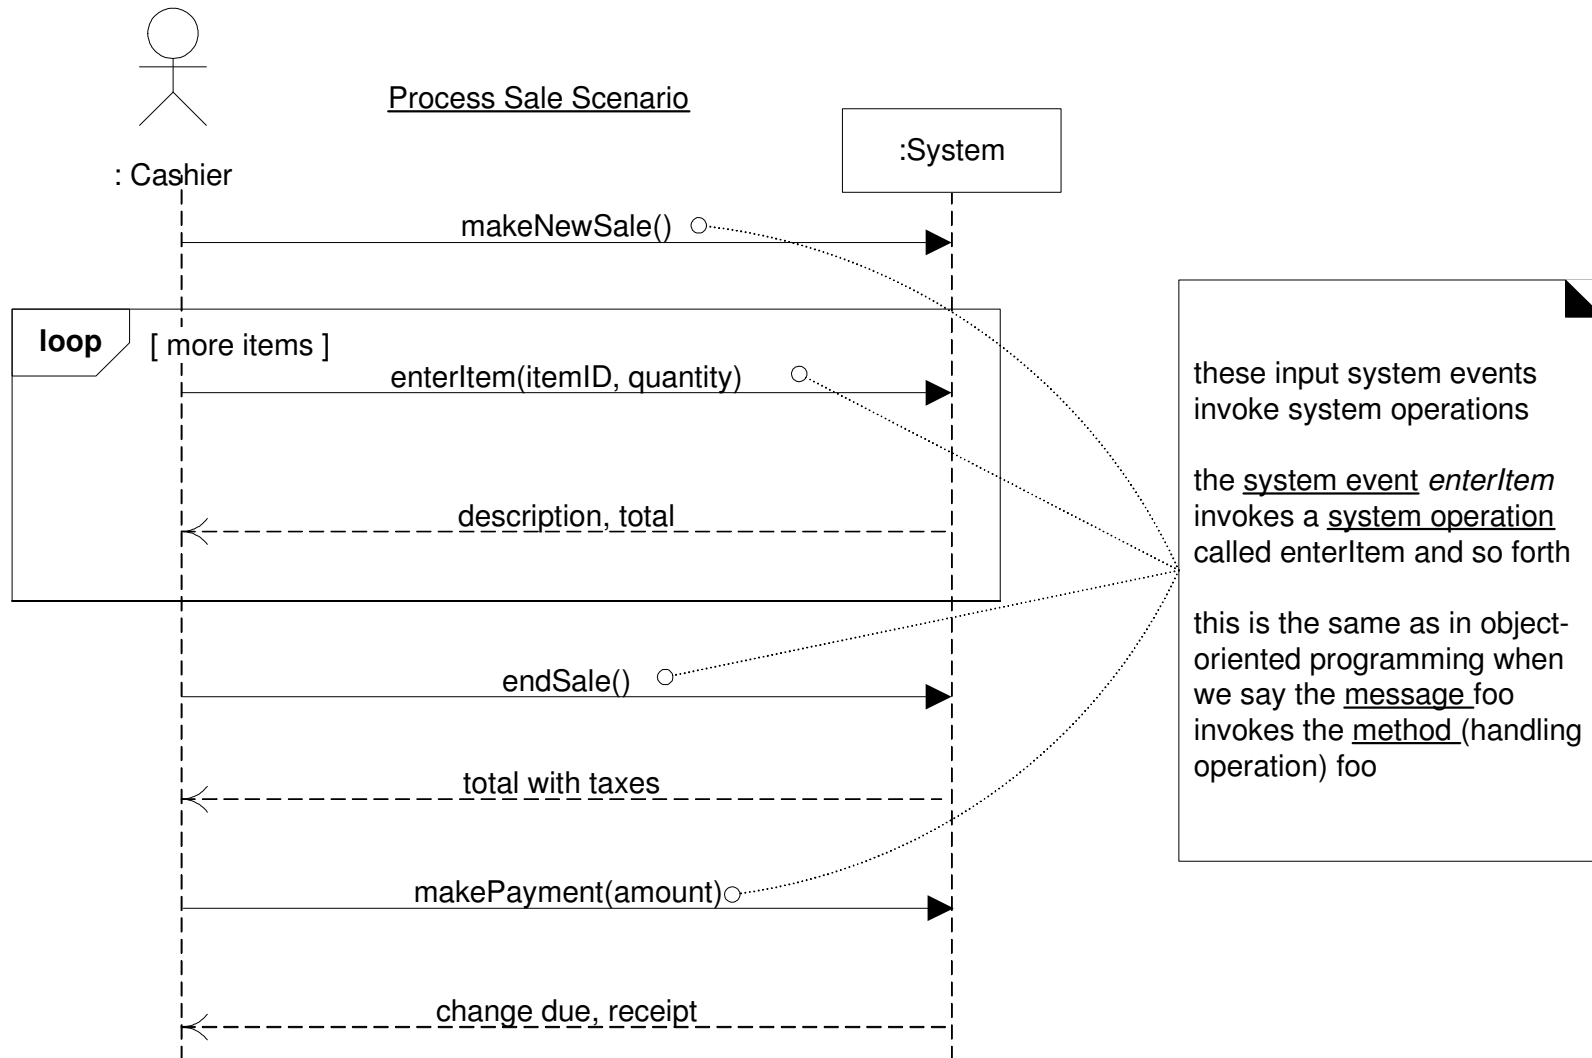 Process Sale Scenario
:System
: Cashier
makeNewSale()
loop
[ more items ]
enterItem(itemID, quantity)
description, total
endSale()
total with taxes
makePayment(amount)
change due, receipt
these input system events
invoke system operations
the system event enterItem
invokes a system operation
called enterItem and so forth
this is the same as in object-
oriented programming when
we say the message foo
invokes the method (handling
operation) foo